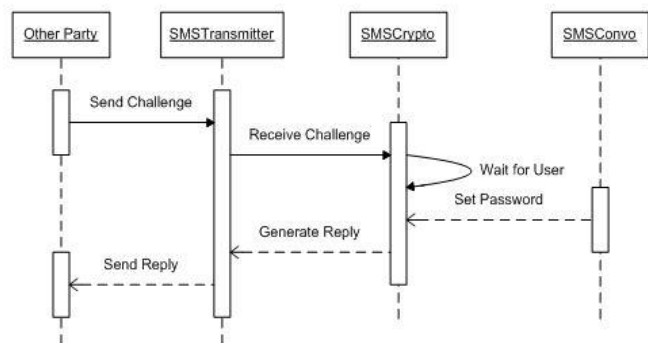 Other Party
SMSTransmitter
SMSCrypto
SMSConvo
Send Challenge
Receive Challenge
Wait for User
Set Password
Generate Reply
Send Reply